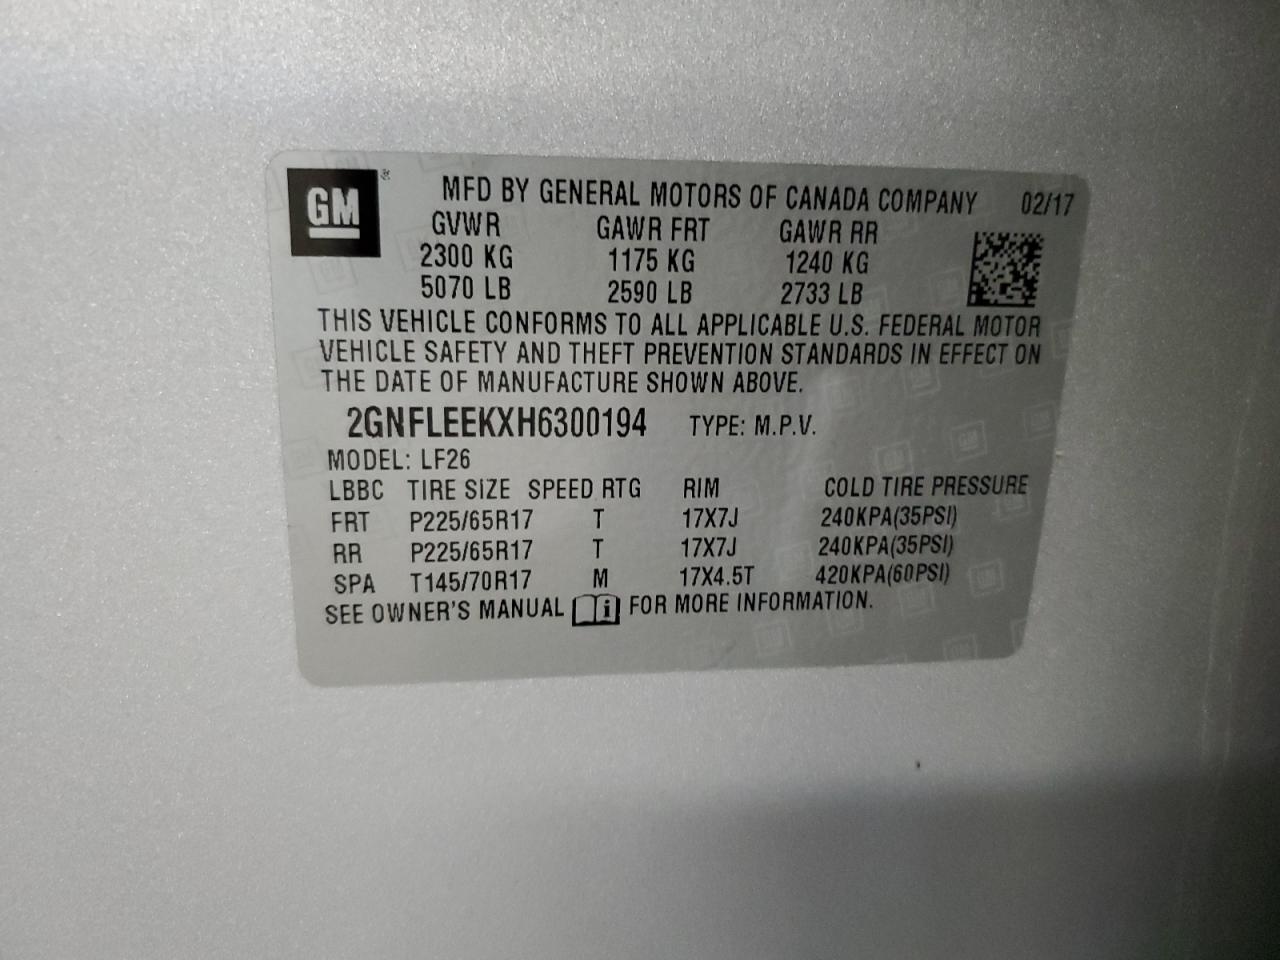 GM ®
MFD BY GENERAL MOTORS OF CANADA COMPANY 02/17
GVWR GAWR FRT GAWR RR
2300 KG 1175 KG 1240 KG
5070 LB 2590 LB 2733 LB
THIS VEHICLE CONFORMS TO ALL APPLICABLE U.S. FEDERAL MOTOR
VEHICLE SAFETY AND THEFT PREVENTION STANDARDS IN EFFECT ON
THE DATE OF MANUFACTURE SHOWN ABOVE.
2GNFLEEKXH6300194 TYPE: M.P.V.
MODEL: LF26
LBBC TIRE SIZE SPEED RTG RIM COLD TIRE PRESSURE
FRT P225/65R17 T 17X7J 240KPA(35PSI)
RR P225/65R17 T 17X7J 240KPA(35PSI)
SPA T145/70R17 M 17X4.5T 420KPA(60PSI)
SEE OWNER'S MANUAL i FOR MORE INFORMATION.